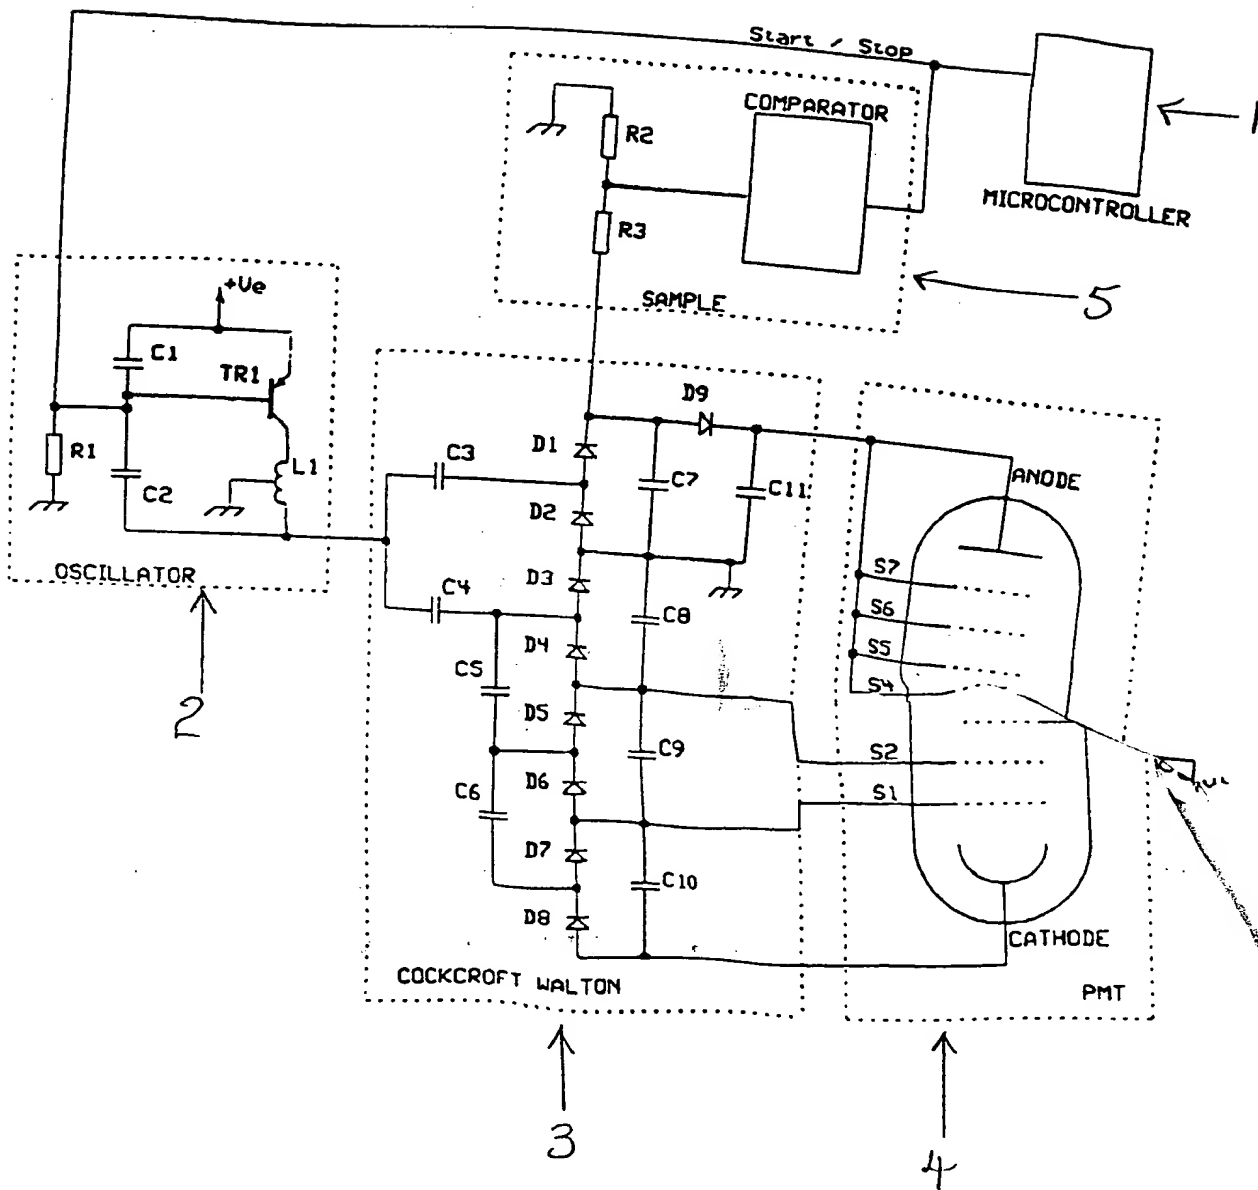 Start / Stop
COMPARATOR
1
R2
MICROCONTROLLER
R3
5
SAMPLE
+Ve
C1
TR1
D9
R1
C2
L1
D1
C3
C7
C11
ANODE
D2
OSCILLATOR
D3
C4
S7
C8
S6
D4
S5
C5
S4
2
D5
C9
S2
D6
C6
S1
D7
C10
D8
CATHODE
COCKCROFT WALTON
PMT
3
4